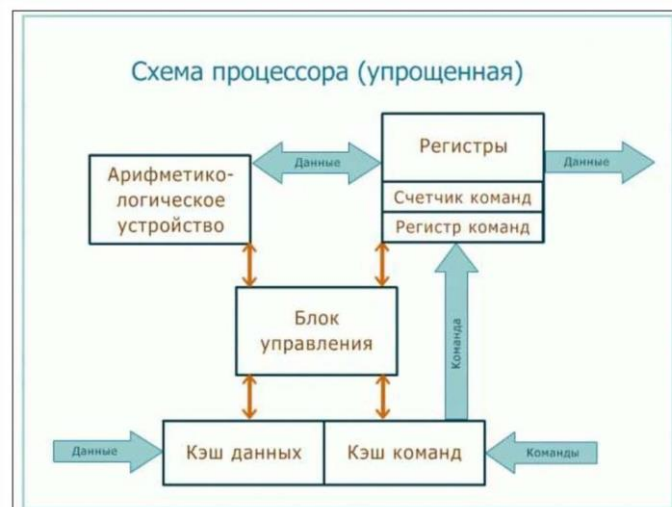 Схема процессора (упрощенная)
Данные
Регистры
Данные
Арифметико-
логическое
устройство
Счетчик команд
Регистр команд
Блок
управления
Команда
Данные
Кэш данных
Кэш команд
Команды